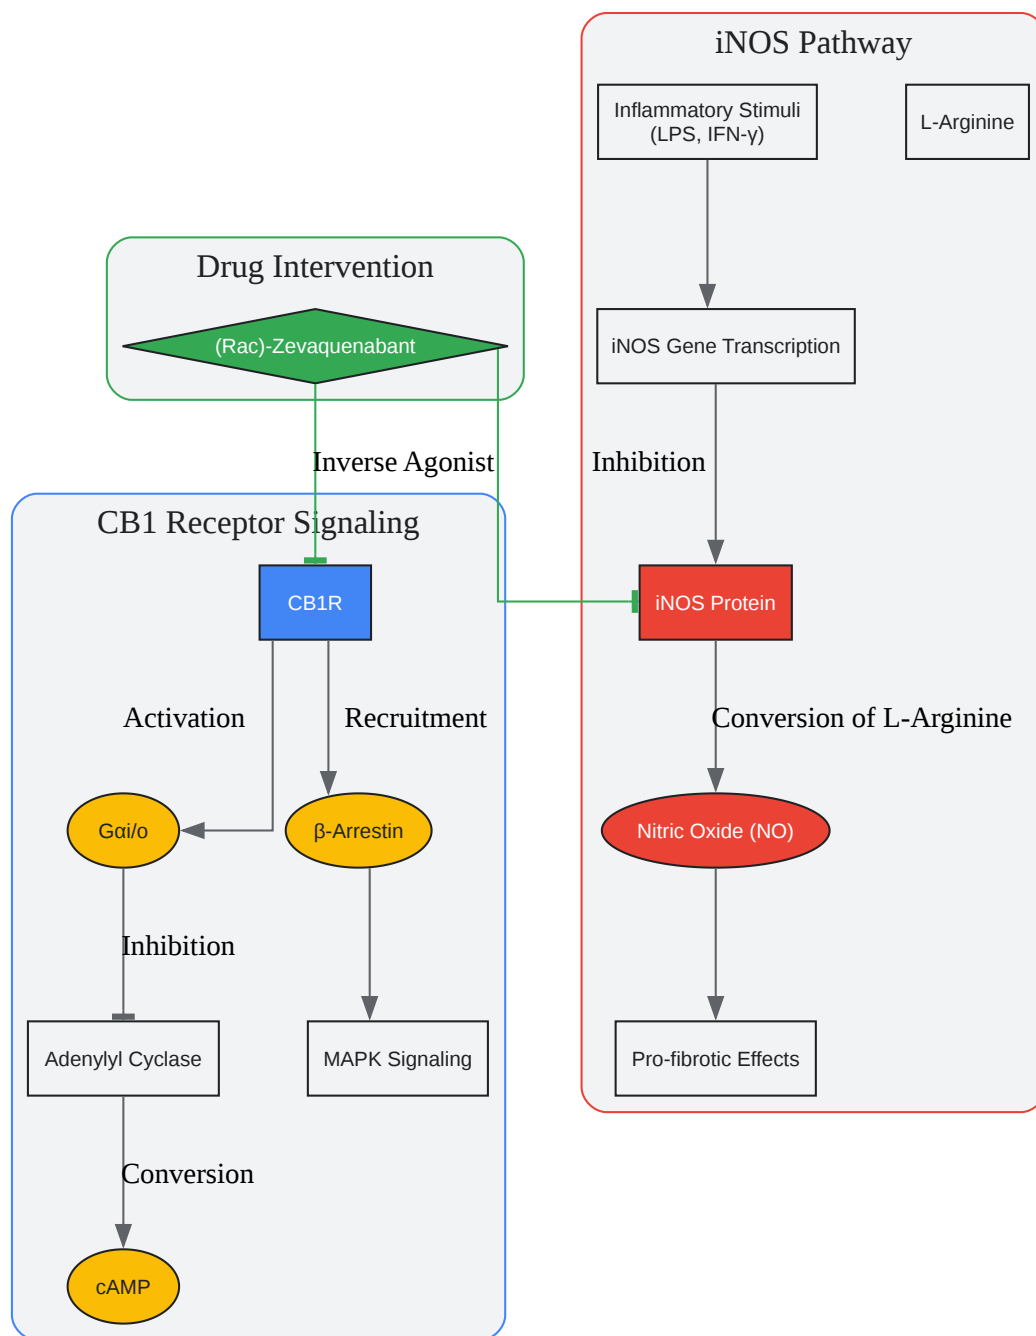 iNOS Pathway
Inflammatory Stimuli
(LPS, IFN-γ)
L-Arginine
Drug Intervention
(Rac)-Zevaquenabant
iNOS Gene Transcription
Inverse Agonist
Inhibition
CB1 Receptor Signaling
CB1R
iNOS Protein
Activation
Recruitment
Conversion of L-Arginine
Gαi/o
β-Arrestin
Nitric Oxide (NO)
Inhibition
Adenylyl Cyclase
MAPK Signaling
Pro-fibrotic Effects
Conversion
cAMP